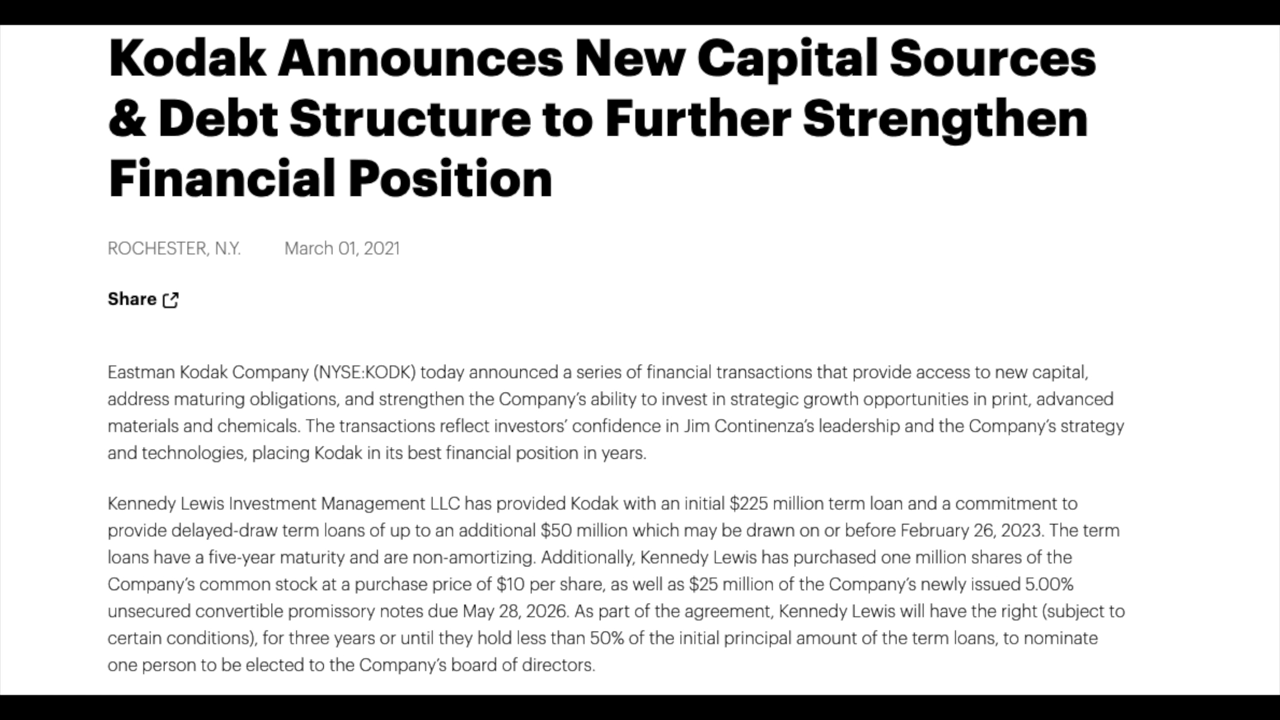 Kodak Announces New Capital Sources
& Debt Structure to Further Strengthen
Financial Position
ROCHESTER, N.Y. March 01, 2021
Share
Eastman Kodak Company (NYSE:KODK) today announced a series of financial transactions that provide access to new capital,
address maturing obligations, and strengthen the Company’s ability to invest in strategic growth opportunities in print, advanced
materials and chemicals. The transactions reflect investors’ confidence in Jim Continenza’s leadership and the Company’s strategy
and technologies, placing Kodak in its best financial position in years.
Kennedy Lewis Investment Management LLC has provided Kodak with an initial $225 million term loan and a commitment to
provide delayed-draw term loans of up to an additional $50 million which may be drawn on or before February 26, 2023. The term
loans have a five-year maturity and are non-amortizing. Additionally, Kennedy Lewis has purchased one million shares of the
Company’s common stock at a purchase price of $10 per share, as well as $25 million of the Company’s newly issued 5.00%
unsecured convertible promissory notes due May 28, 2026. As part of the agreement, Kennedy Lewis will have the right (subject to
certain conditions), for three years or until they hold less than 50% of the initial principal amount of the term loans, to nominate
one person to be elected to the Company’s board of directors.